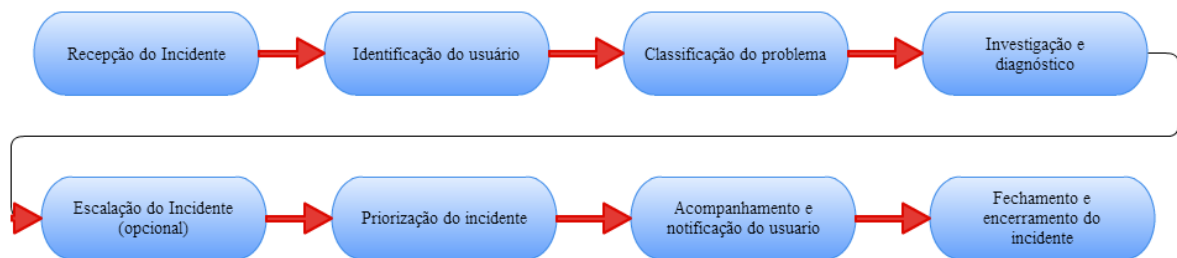 Recepção do Incidente
Identificação do usuário
Classificação do problema
Investigação e
diagnóstico
Escalação do Incidente
(opcional)
Priorização do incidente
Acompanhamento e
notificação do usuario
Fechamento e
encerramento do
incidente